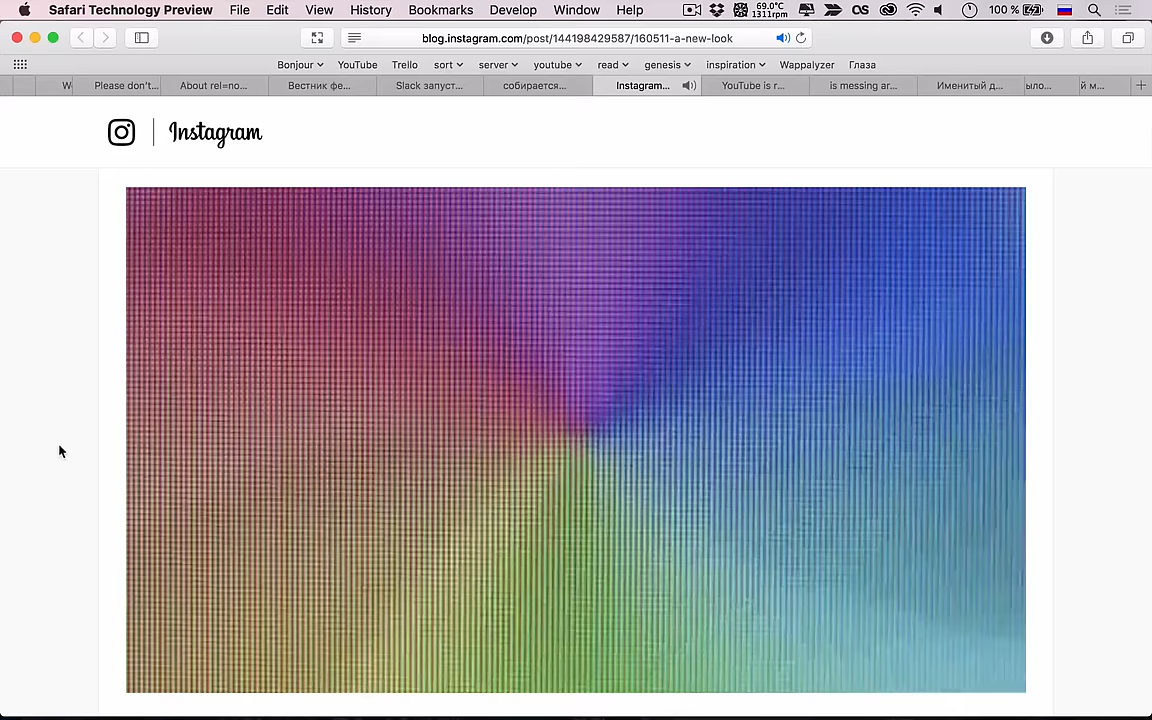 Safari Technology Preview File Edit View History Bookmarks Develop Window Help 69.0°C 1311rpm 100 %
blog.instagram.com/post/144198429587/160511-a-new-look
Bonjour YouTube Trello sort server youtube read genesis inspiration Wappalyzer Глаза
Please don't... About rel=no... Вестник фе... Slack запуст... собирается... Instagram... YouTube is r... is messing ar... Именитый д... ыло... й м...
Instagram